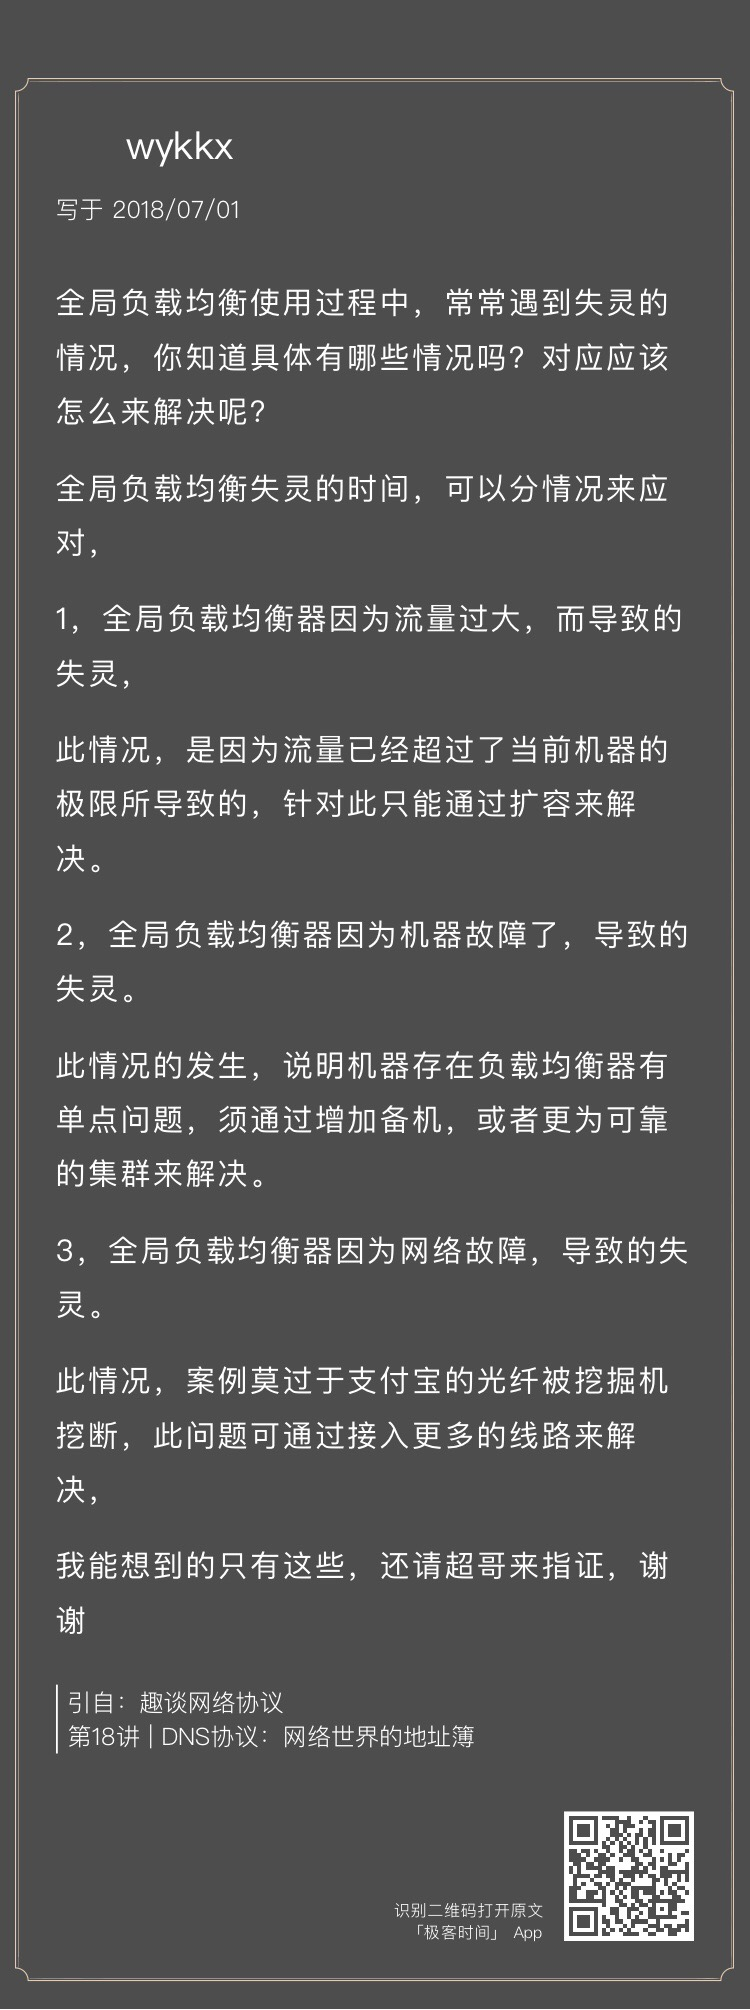 wykkx
写于 2018/07/01
全局负载均衡使用过程中，常常遇到失灵的
情况，你知道具体有哪些情况吗？对应应该
怎么来解决呢？
全局负载均衡失灵的时间，可以分情况来应
对，
1，全局负载均衡器因为流量过大，而导致的
失灵，
此情况，是因为流量已经超过了当前机器的
极限所导致的，针对此只能通过扩容来解
决。
2，全局负载均衡器因为机器故障了，导致的
失灵。
此情况的发生，说明机器存在负载均衡器有
单点问题，须通过增加备机，或者更为可靠
的集群来解决。
3，全局负载均衡器因为网络故障，导致的失
灵。
此情况，案例莫过于支付宝的光纤被挖掘机
挖断，此问题可通过接入更多的线路来解
决，
我能想到的只有这些，还请超哥来指证，谢
谢
引自：趣谈网络协议
第18讲 | DNS协议：网络世界的地址簿
识别二维码打开原文
「极客时间」 App